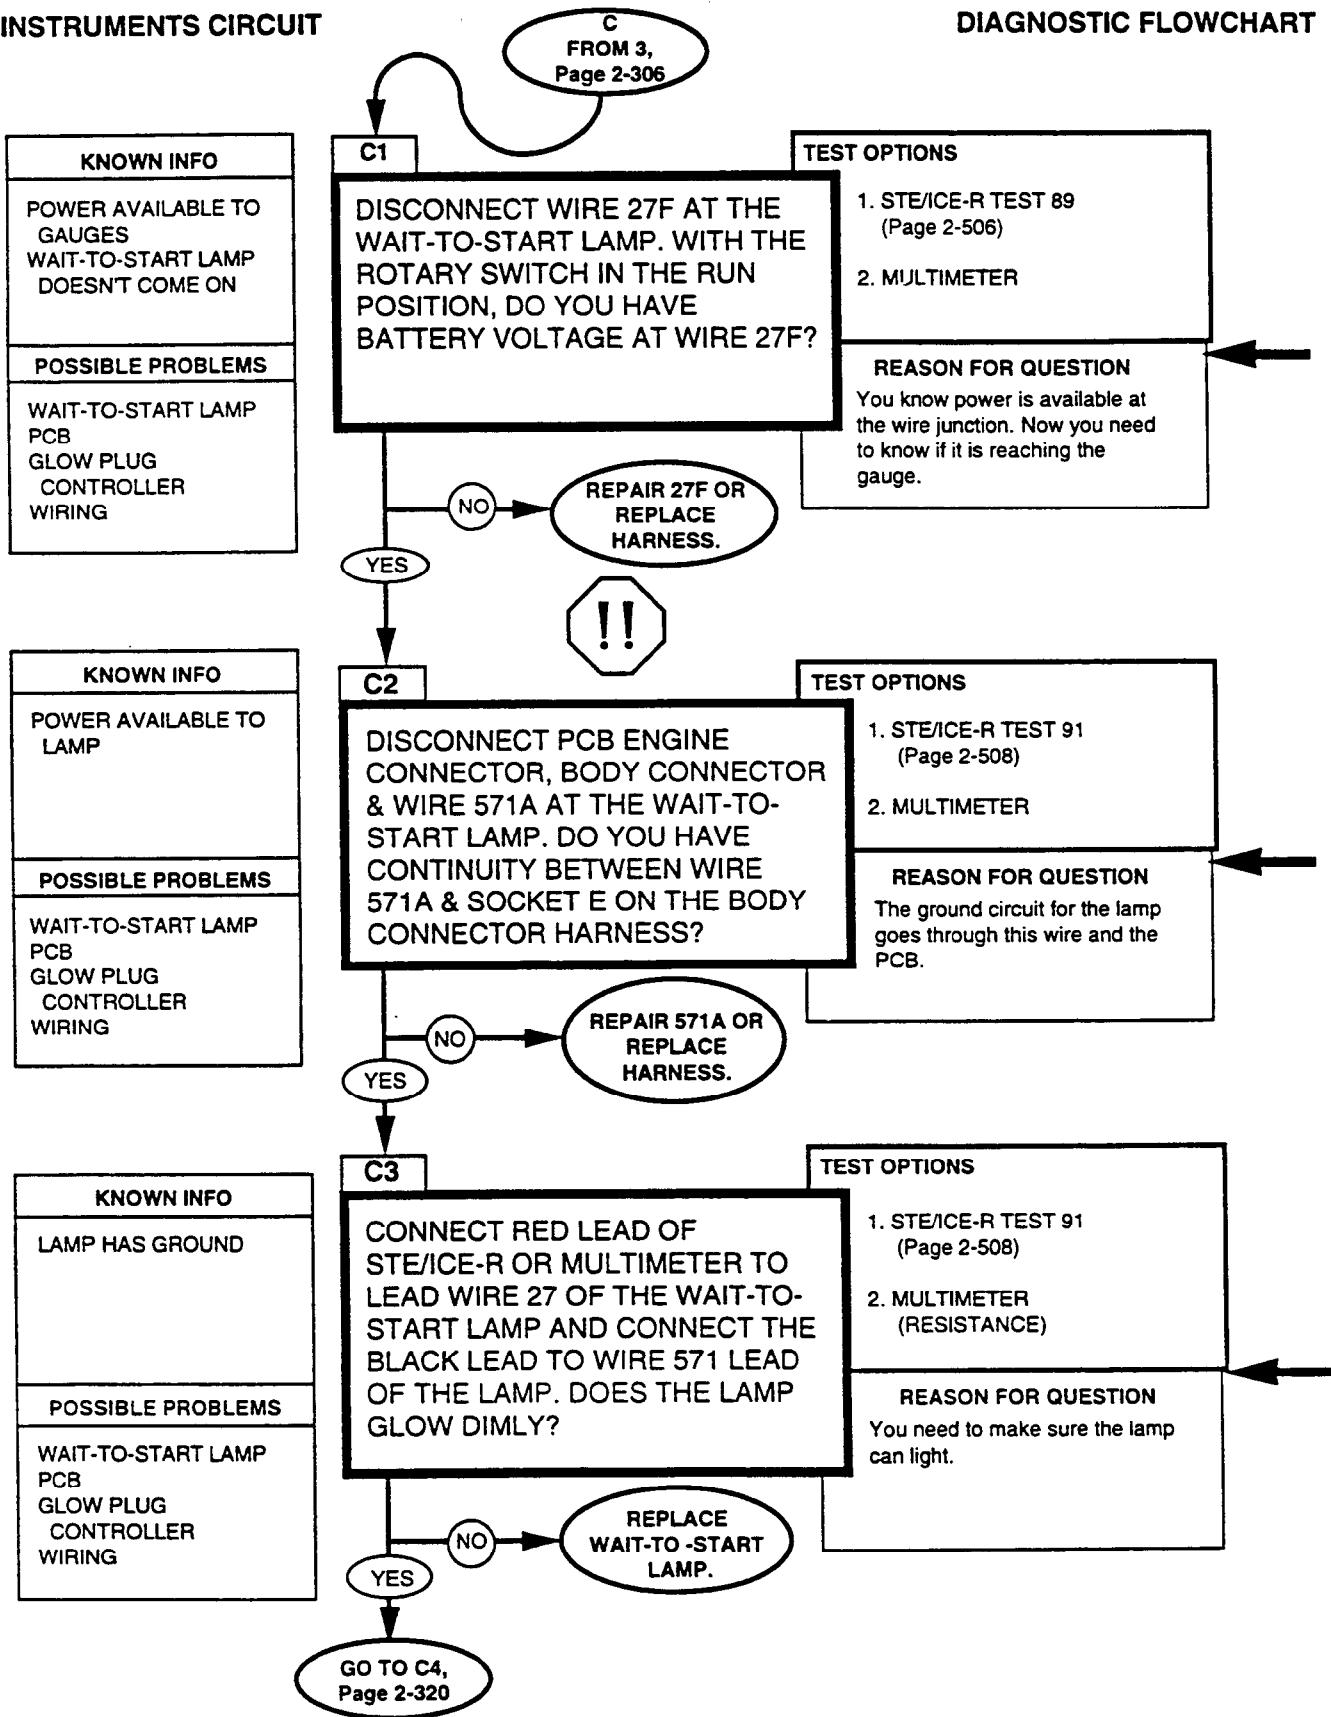 INSTRUMENTS CIRCUIT
DIAGNOSTIC FLOWCHART
C
FROM 3,
Page 2-306
KNOWN INFO
POWER AVAILABLE TO
GAUGES
WAIT-TO-START LAMP
DOESN'T COME ON
POSSIBLE PROBLEMS
WAIT-TO-START LAMP
PCB
GLOW PLUG
CONTROLLER
WIRING
C1
DISCONNECT WIRE 27F AT THE
WAIT-TO-START LAMP. WITH THE
ROTARY SWITCH IN THE RUN
POSITION, DO YOU HAVE
BATTERY VOLTAGE AT WIRE 27F?
TEST OPTIONS
1. STE/ICE-R TEST 89
(Page 2-506)
2. MULTIMETER
REASON FOR QUESTION
You know power is available at
the wire junction. Now you need
to know if it is reaching the
gauge.
NO
REPAIR 27F OR
REPLACE
HARNESS.
YES
!!
KNOWN INFO
POWER AVAILABLE TO
LAMP
POSSIBLE PROBLEMS
WAIT-TO-START LAMP
PCB
GLOW PLUG
CONTROLLER
WIRING
C2
DISCONNECT PCB ENGINE
CONNECTOR, BODY CONNECTOR
& WIRE 571A AT THE WAIT-TO-
START LAMP. DO YOU HAVE
CONTINUITY BETWEEN WIRE
571A & SOCKET E ON THE BODY
CONNECTOR HARNESS?
TEST OPTIONS
1. STE/ICE-R TEST 91
(Page 2-508)
2. MULTIMETER
REASON FOR QUESTION
The ground circuit for the lamp
goes through this wire and the
PCB.
NO
REPAIR 571A OR
REPLACE
HARNESS.
YES
KNOWN INFO
LAMP HAS GROUND
POSSIBLE PROBLEMS
WAIT-TO-START LAMP
PCB
GLOW PLUG
CONTROLLER
WIRING
C3
CONNECT RED LEAD OF
STE/ICE-R OR MULTIMETER TO
LEAD WIRE 27 OF THE WAIT-TO-
START LAMP AND CONNECT THE
BLACK LEAD TO WIRE 571 LEAD
OF THE LAMP. DOES THE LAMP
GLOW DIMLY?
TEST OPTIONS
1. STE/ICE-R TEST 91
(Page 2-508)
2. MULTIMETER
(RESISTANCE)
REASON FOR QUESTION
You need to make sure the lamp
can light.
NO
REPLACE
WAIT-TO -START
LAMP.
YES
GO TO C4,
Page 2-320